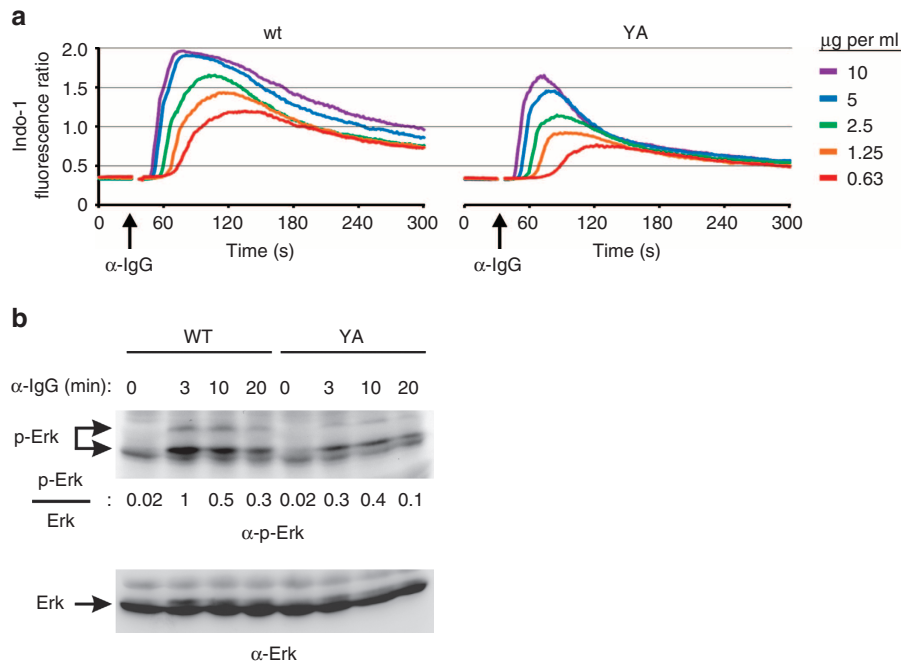 a
wt YA µg per ml
Indo-1
fluorescence ratio
2.0
1.5
1.0
0.5
0
10
5
2.5
1.25
0.63
0 60 120 180 240 300 0 60 120 180 240 300
Time (s) Time (s)
α-IgG α-IgG
b
WT YA
α-IgG (min): 0 3 10 20 0 3 10 20
p-Erk
p-Erk
Erk
: 0.02 1 0.5 0.3 0.02 0.3 0.4 0.1
α-p-Erk
Erk
α-Erk